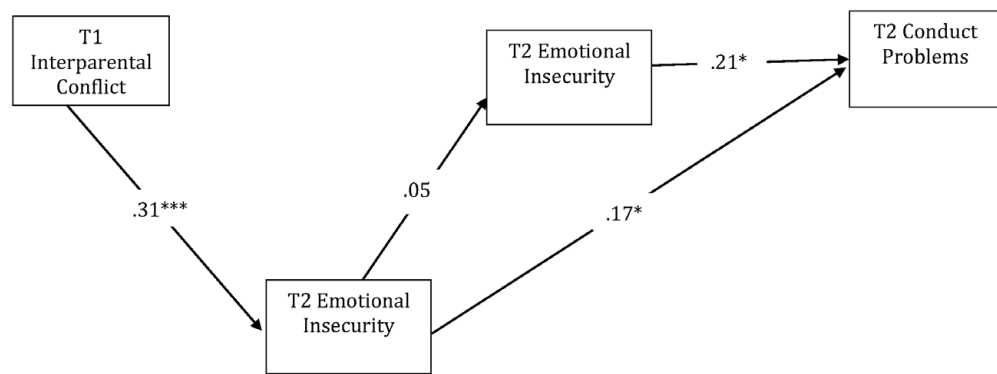 T1
Interparental
Conflict
T2 Emotional
Insecurity
T2 Conduct
Problems
.21*
.05
.31***
.17*
T2 Emotional
Insecurity